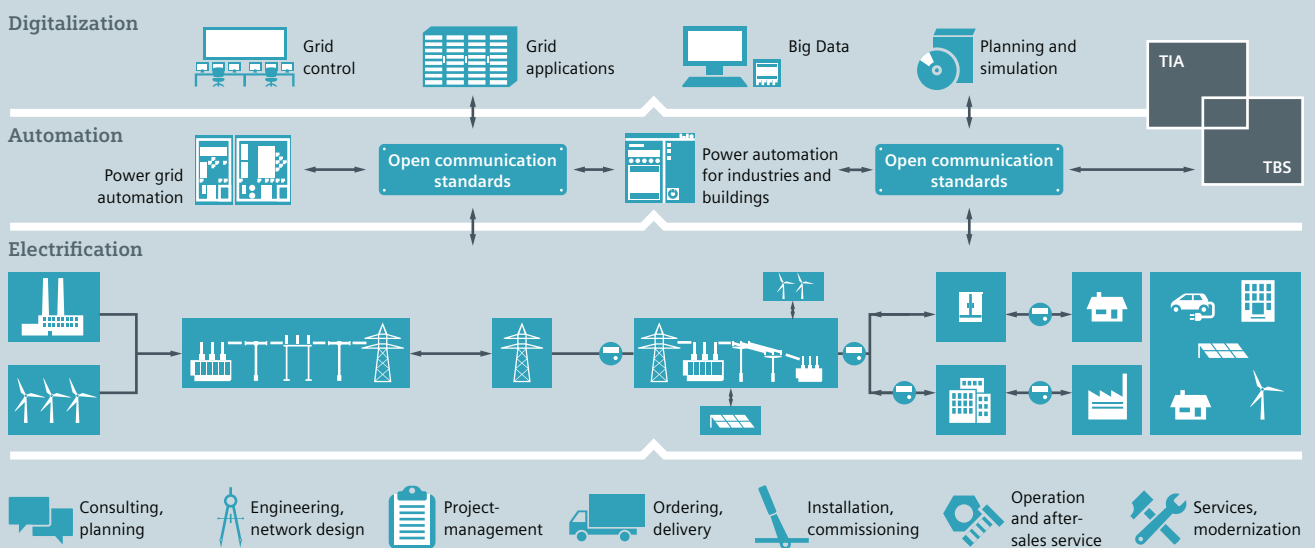 Digitalization
Grid
control
Grid
applications
Big Data
Planning and
simulation
TIA
TBS
Automation
Power grid
automation
Open communication
standards
Power automation
for industries and
buildings
Open communication
standards
Electrification
Consulting,
planning
Engineering,
network design
Project-
management
Ordering,
delivery
Installation,
commissioning
Operation
and after-
sales service
Services,
modernization